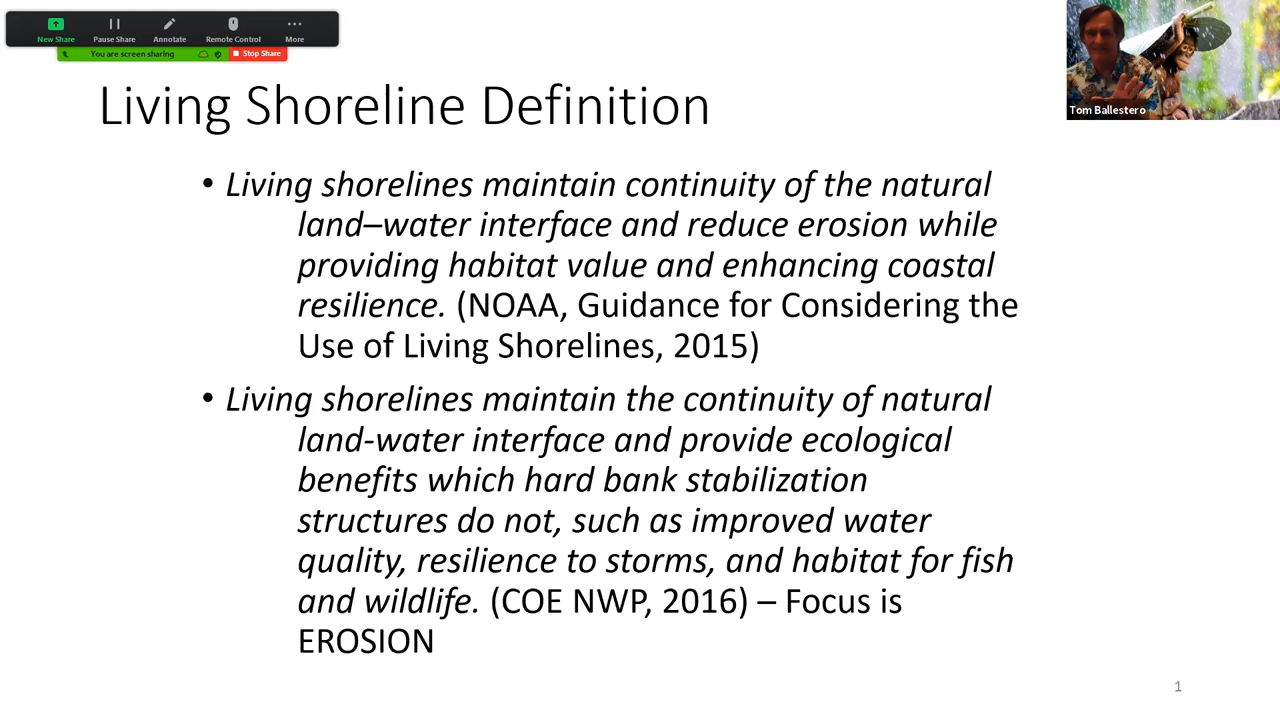 New Share
Pause Share
Annotate
Remote Control
More
You are screen sharing
Stop Share
Tom Ballestero
Living Shoreline Definition
• Living shorelines maintain continuity of the natural
land–water interface and reduce erosion while
providing habitat value and enhancing coastal
resilience. (NOAA, Guidance for Considering the
Use of Living Shorelines, 2015)
• Living shorelines maintain the continuity of natural
land-water interface and provide ecological
benefits which hard bank stabilization
structures do not, such as improved water
quality, resilience to storms, and habitat for fish
and wildlife. (COE NWP, 2016) – Focus is
EROSION
1